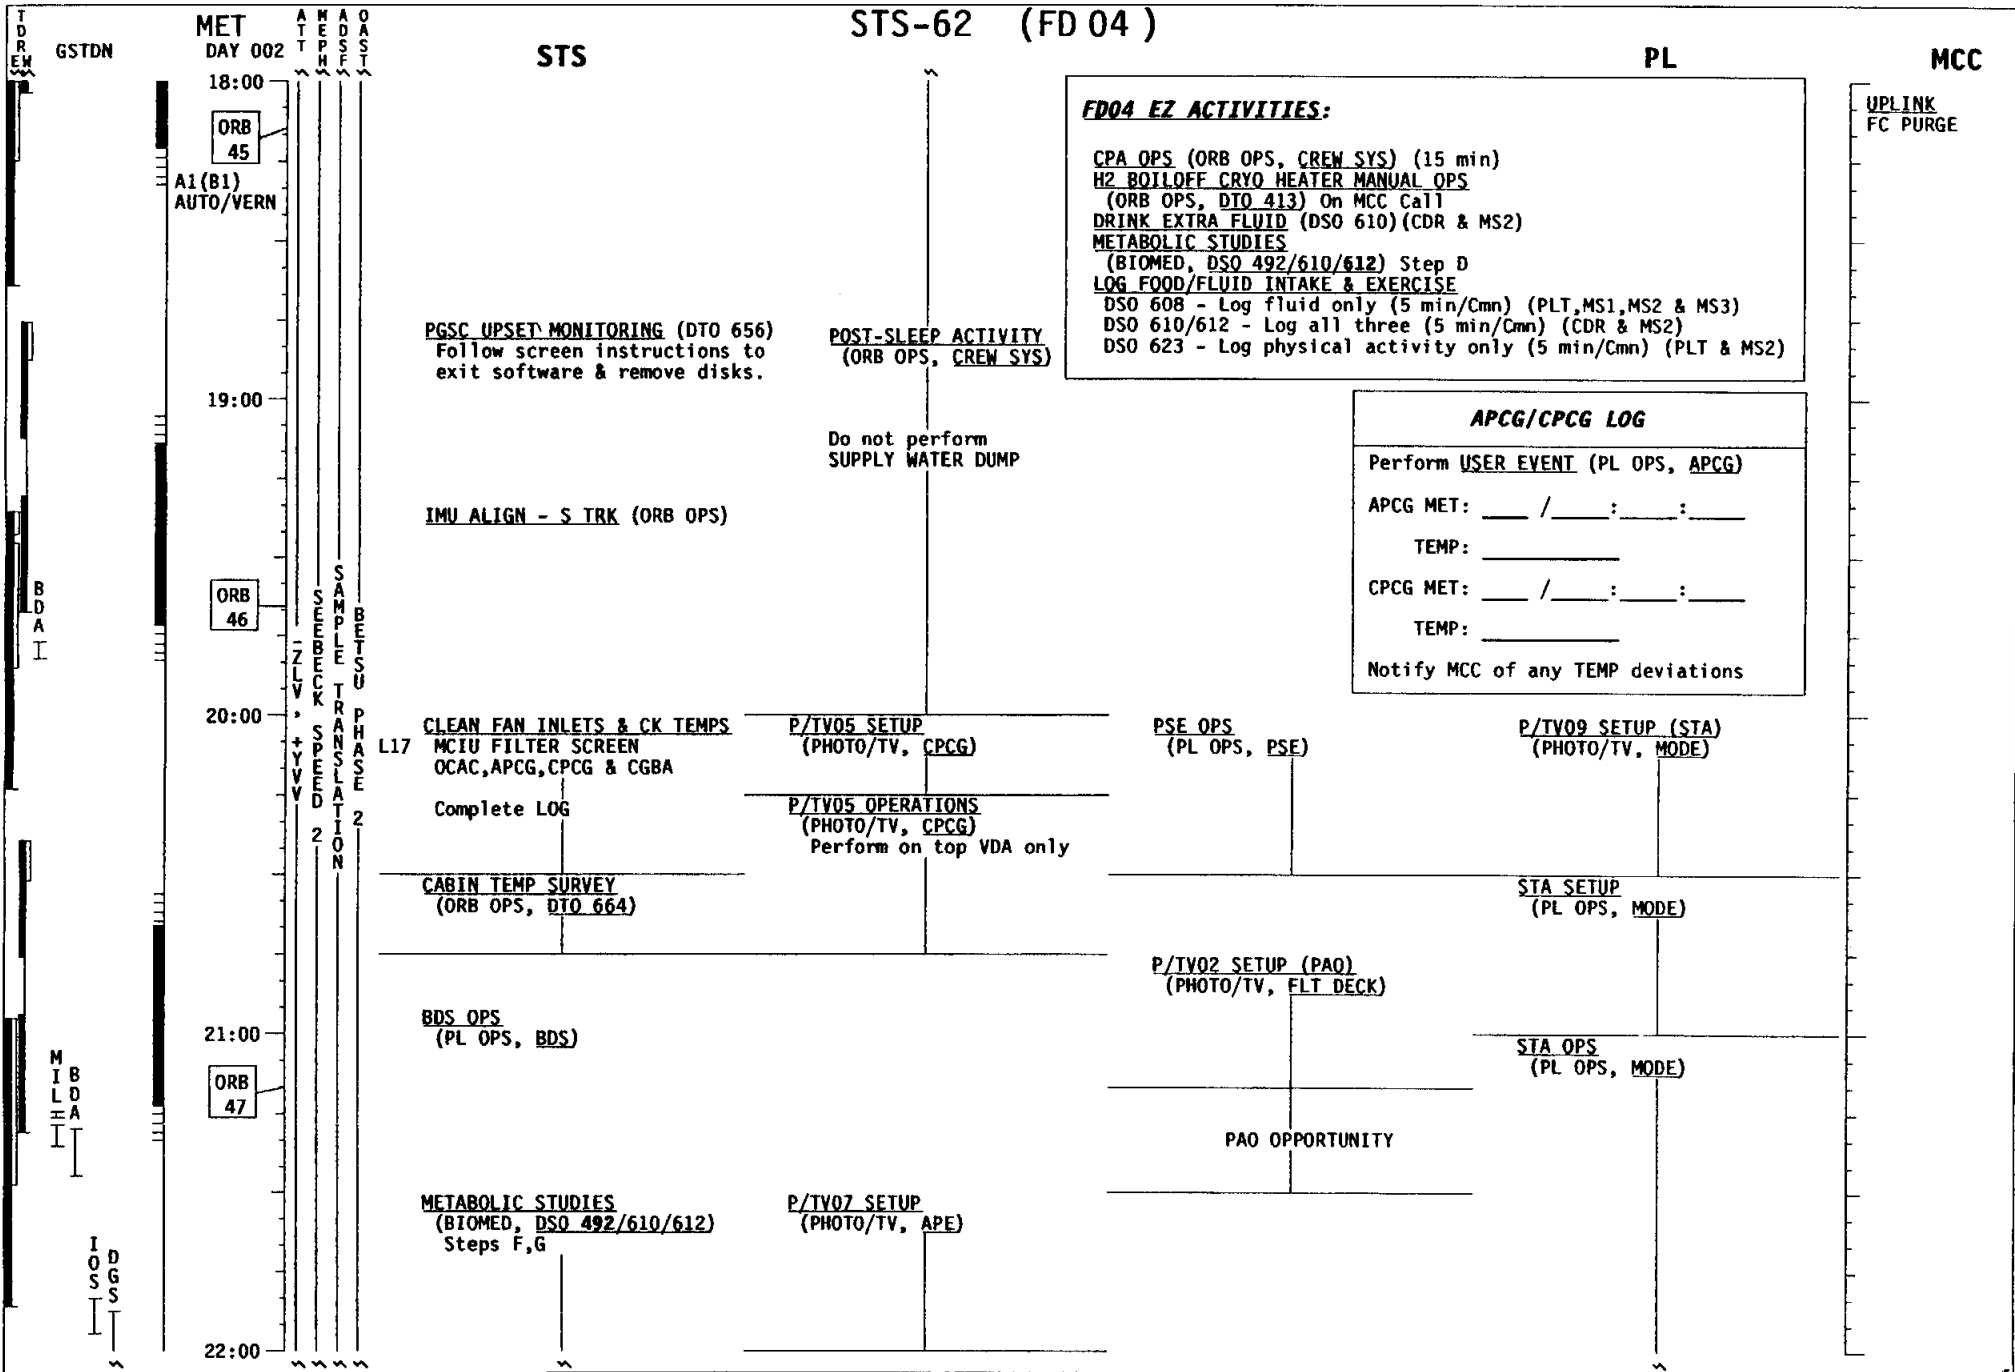 STS-62 (FD 04)
TDRE W
GSTDN
MET
DAY 002
ATT
MEPH
ADSF
OAST
STS
PL
MCC
18:00
ORB
45
A1(B1)
AUTO/VERN
FD04 EZ ACTIVITIES:
CPA OPS (ORB OPS, CREW SYS) (15 min)
H2 BOILOFF CRYO HEATER MANUAL OPS
(ORB OPS, DTO 413) On MCC Call
DRINK EXTRA FLUID (DSO 610)(CDR & MS2)
METABOLIC STUDIES
(BIOMED, DSO 492/610/612) Step D
LOG FOOD/FLUID INTAKE & EXERCISE
DSO 608 - Log fluid only (5 min/Cmn) (PLT,MS1,MS2 & MS3)
DSO 610/612 - Log all three (5 min/Cmn) (CDR & MS2)
DSO 623 - Log physical activity only (5 min/Cmn) (PLT & MS2)
UPLINK
FC PURGE
PGSC UPSET MONITORING (DTO 656)
Follow screen instructions to
exit software & remove disks.
POST-SLEEP ACTIVITY
(ORB OPS, CREW SYS)
19:00
Do not perform
SUPPLY WATER DUMP
APCG/CPCG LOG
Perform USER EVENT (PL OPS, APCG)
APCG MET: ____ /____:____:____
TEMP: ____
CPCG MET: ____ /____:____:____
TEMP: ____
Notify MCC of any TEMP deviations
IMU ALIGN - S TRK (ORB OPS)
BDA
ORB
46
-ZLV, +YVV
SEEBECK SPEED 2
SAMPLE TRANSLATION
BETSU PHASE 2
20:00
L17
CLEAN FAN INLETS & CK TEMPS
MCIU FILTER SCREEN
OCAC,APCG,CPCG & CGBA
Complete LOG
P/TV05 SETUP
(PHOTO/TV, CPCG)
P/TV05 OPERATIONS
(PHOTO/TV, CPCG)
Perform on top VDA only
PSE OPS
(PL OPS, PSE)
P/TV09 SETUP (STA)
(PHOTO/TV, MODE)
CABIN TEMP SURVEY
(ORB OPS, DTO 664)
STA SETUP
(PL OPS, MODE)
P/TV02 SETUP (PAO)
(PHOTO/TV, FLT DECK)
21:00
BDS OPS
(PL OPS, BDS)
STA OPS
(PL OPS, MODE)
MIL
BDA
ORB
47
PAO OPPORTUNITY
METABOLIC STUDIES
(BIOMED, DSO 492/610/612)
Steps F,G
P/TV07 SETUP
(PHOTO/TV, APE)
IOS
DGS
22:00